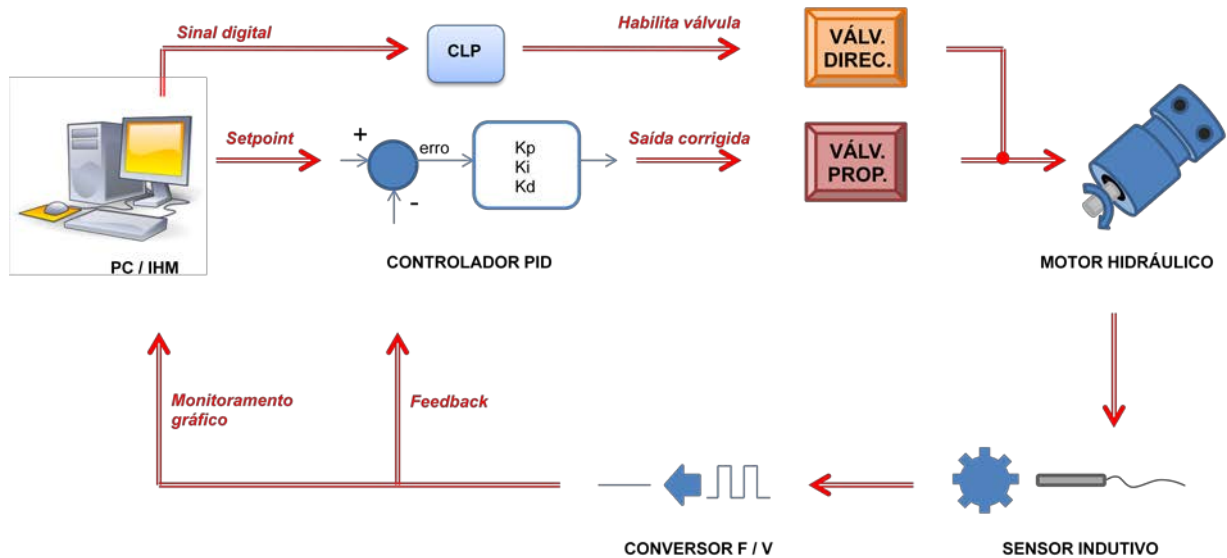 Sinal digital
Habilita válvula
CLP
VÁLV.
DIREC.
Setpoint
+
erro
-
Kp
Ki
Kd
Saída corrigida
VÁLV.
PROP.
PC / IHM
CONTROLADOR PID
MOTOR HIDRÁULICO
Monitoramento
gráfico
Feedback
CONVERSOR F / V
SENSOR INDUTIVO